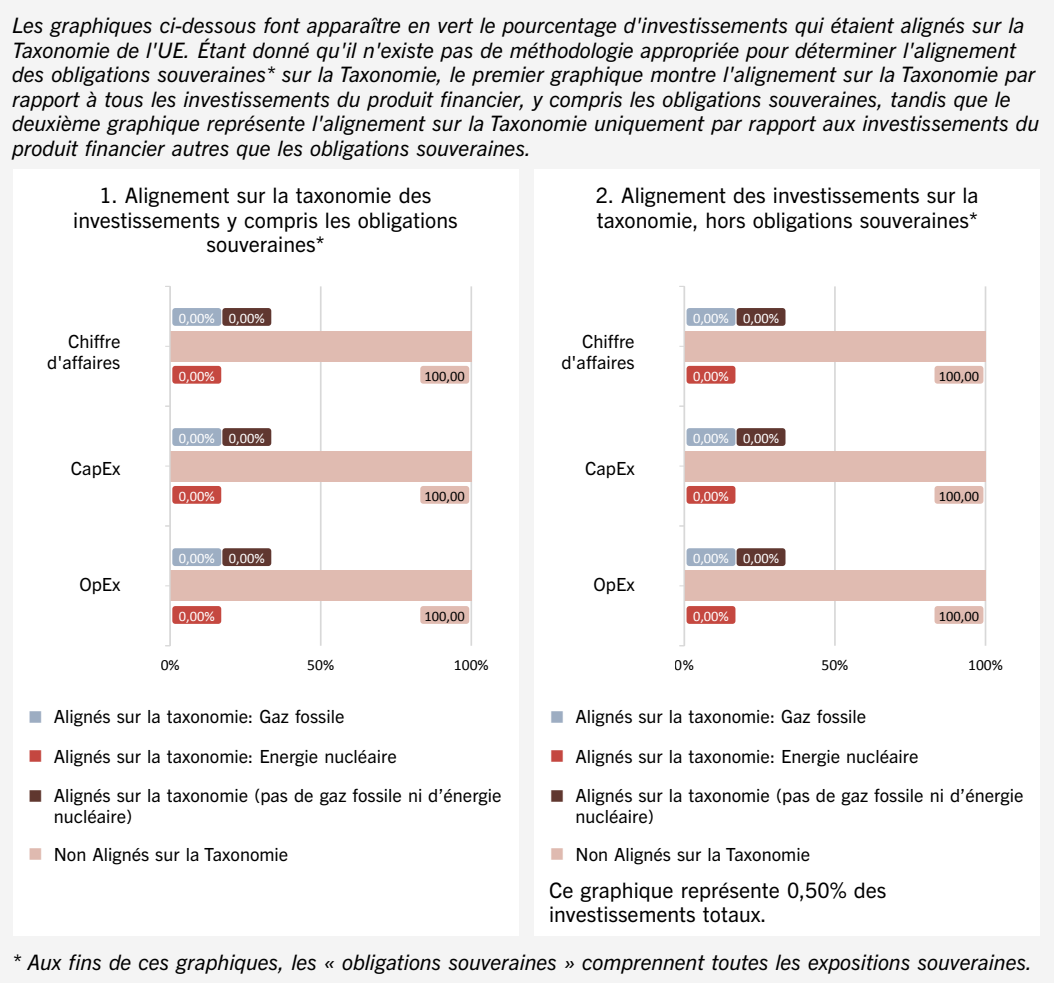 Les graphiques ci-dessous font apparaître en vert le pourcentage d'investissements qui étaient alignés sur la
Taxonomie de l'UE. Étant donné qu'il n'existe pas de méthodologie appropriée pour déterminer l'alignement
des obligations souveraines* sur la Taxonomie, le premier graphique montre l'alignement sur la Taxonomie par
rapport à tous les investissements du produit financier, y compris les obligations souveraines, tandis que le
deuxième graphique représente l'alignement sur la Taxonomie uniquement par rapport aux investissements du
produit financier autres que les obligations souveraines.
1. Alignement sur la taxonomie des
investissements y compris les obligations
souveraines*
0,00% 0,00%
Chiffre
d'affaires
0,00% 100,00
0,00% 0,00%
CapEx
0,00% 100,00
0,00% 0,00%
OpEx
0,00% 100,00
0% 50% 100%
Alignés sur la taxonomie: Gaz fossile
Alignés sur la taxonomie: Energie nucléaire
Alignés sur la taxonomie (pas de gaz fossile ni d’énergie
nucléaire)
Non Alignés sur la Taxonomie
2. Alignement des investissements sur la
taxonomie, hors obligations souveraines*
0,00% 0,00%
Chiffre
d'affaires
0,00% 100,00
0,00% 0,00%
CapEx
0,00% 100,00
0,00% 0,00%
OpEx
0,00% 100,00
0% 50% 100%
Alignés sur la taxonomie: Gaz fossile
Alignés sur la taxonomie: Energie nucléaire
Alignés sur la taxonomie (pas de gaz fossile ni d’énergie
nucléaire)
Non Alignés sur la Taxonomie
Ce graphique représente 0,50% des
investissements totaux.
* Aux fins de ces graphiques, les « obligations souveraines » comprennent toutes les expositions souveraines.